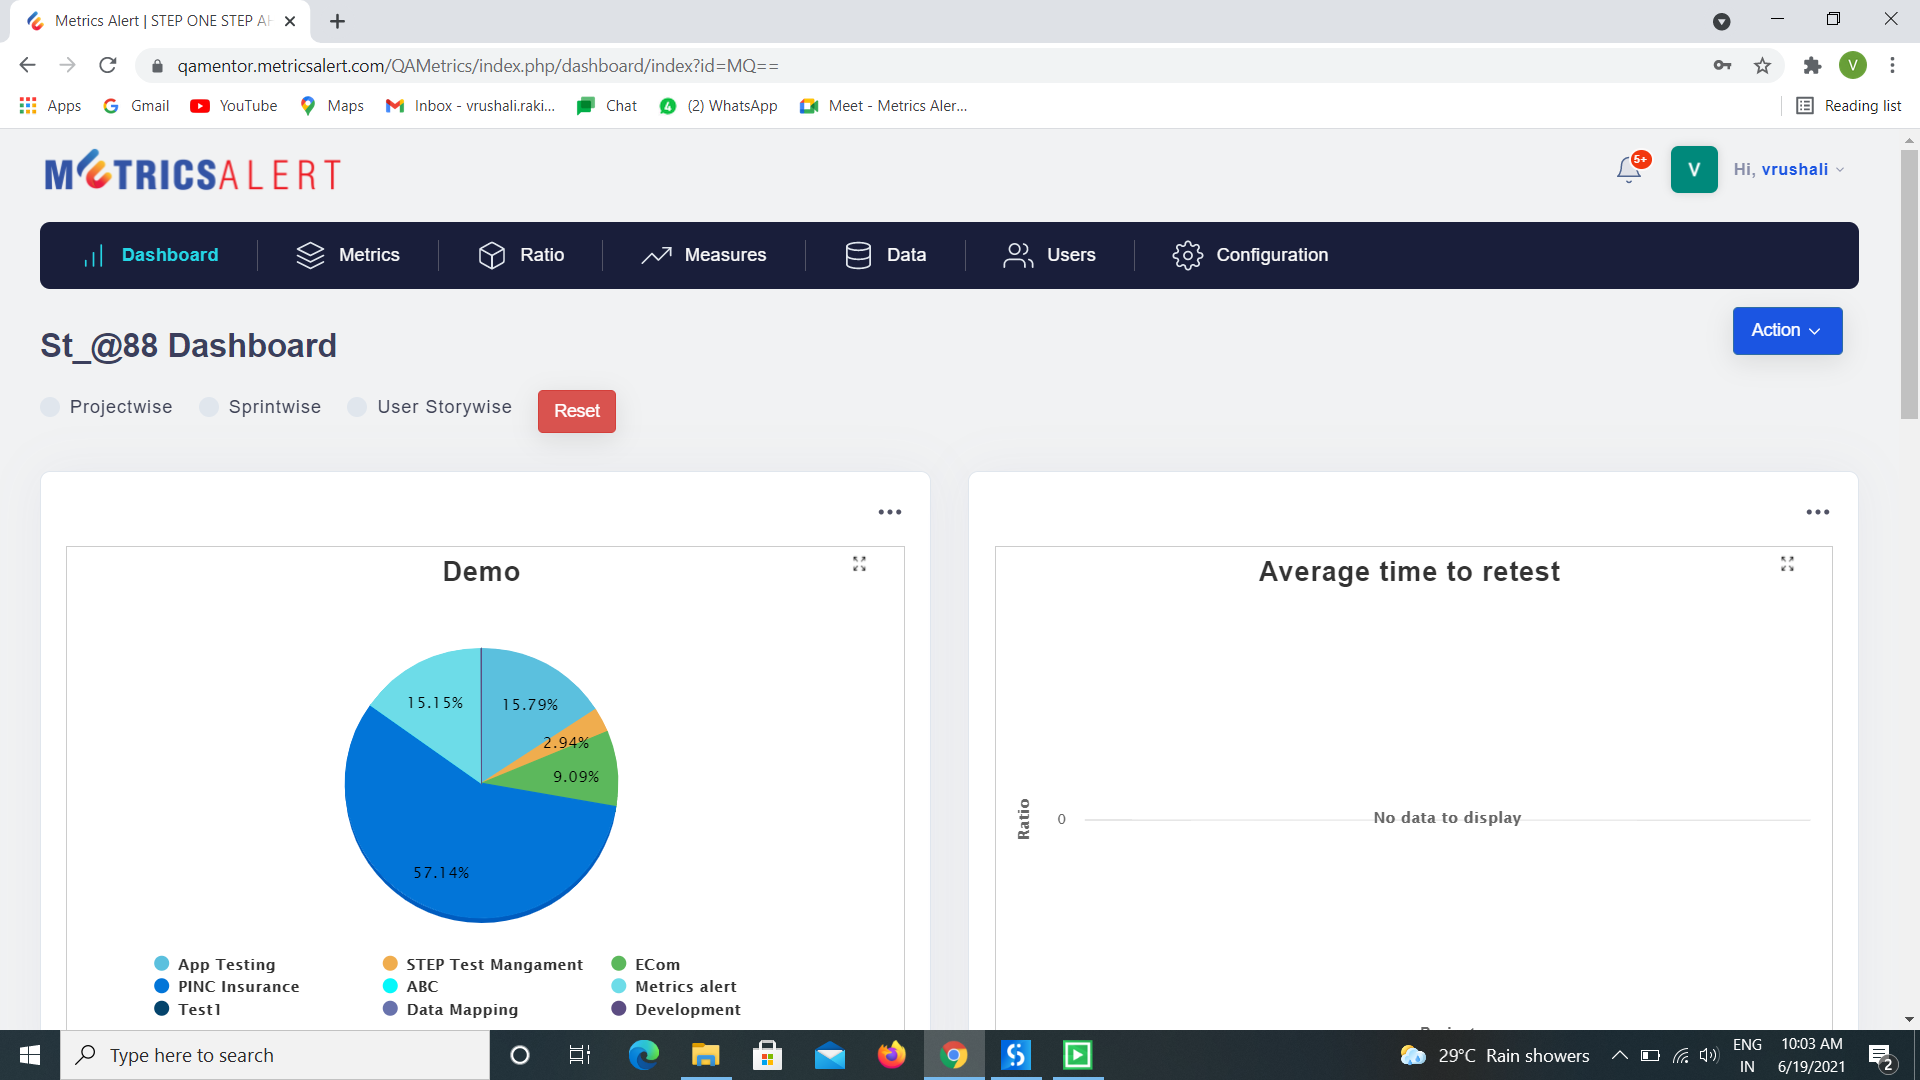 Metrics Alert | STEP ONE STEP AH
qamentor.metricsalert.com/QAMetrics/index.php/dashboard/index?id=MQ==
V
Apps
Gmail
YouTube
Maps
Inbox - vrushali.raki...
Chat
(2) WhatsApp
Meet - Metrics Aler...
Reading list
METRICSALERT
5+
V
Hi, vrushali
Dashboard
Metrics
Ratio
Measures
Data
Users
Configuration
St_@88 Dashboard
Action
Projectwise
Sprintwise
User Storywise
Reset
Demo
15.15%
15.79%
2.94%
9.09%
57.14%
App Testing
STEP Test Mangament
ECom
PINC Insurance
ABC
Metrics alert
Test1
Data Mapping
Development
Average time to retest
Ratio
0
No data to display
Type here to search
29°C Rain showers
ENG
IN
10:03 AM
6/19/2021
2